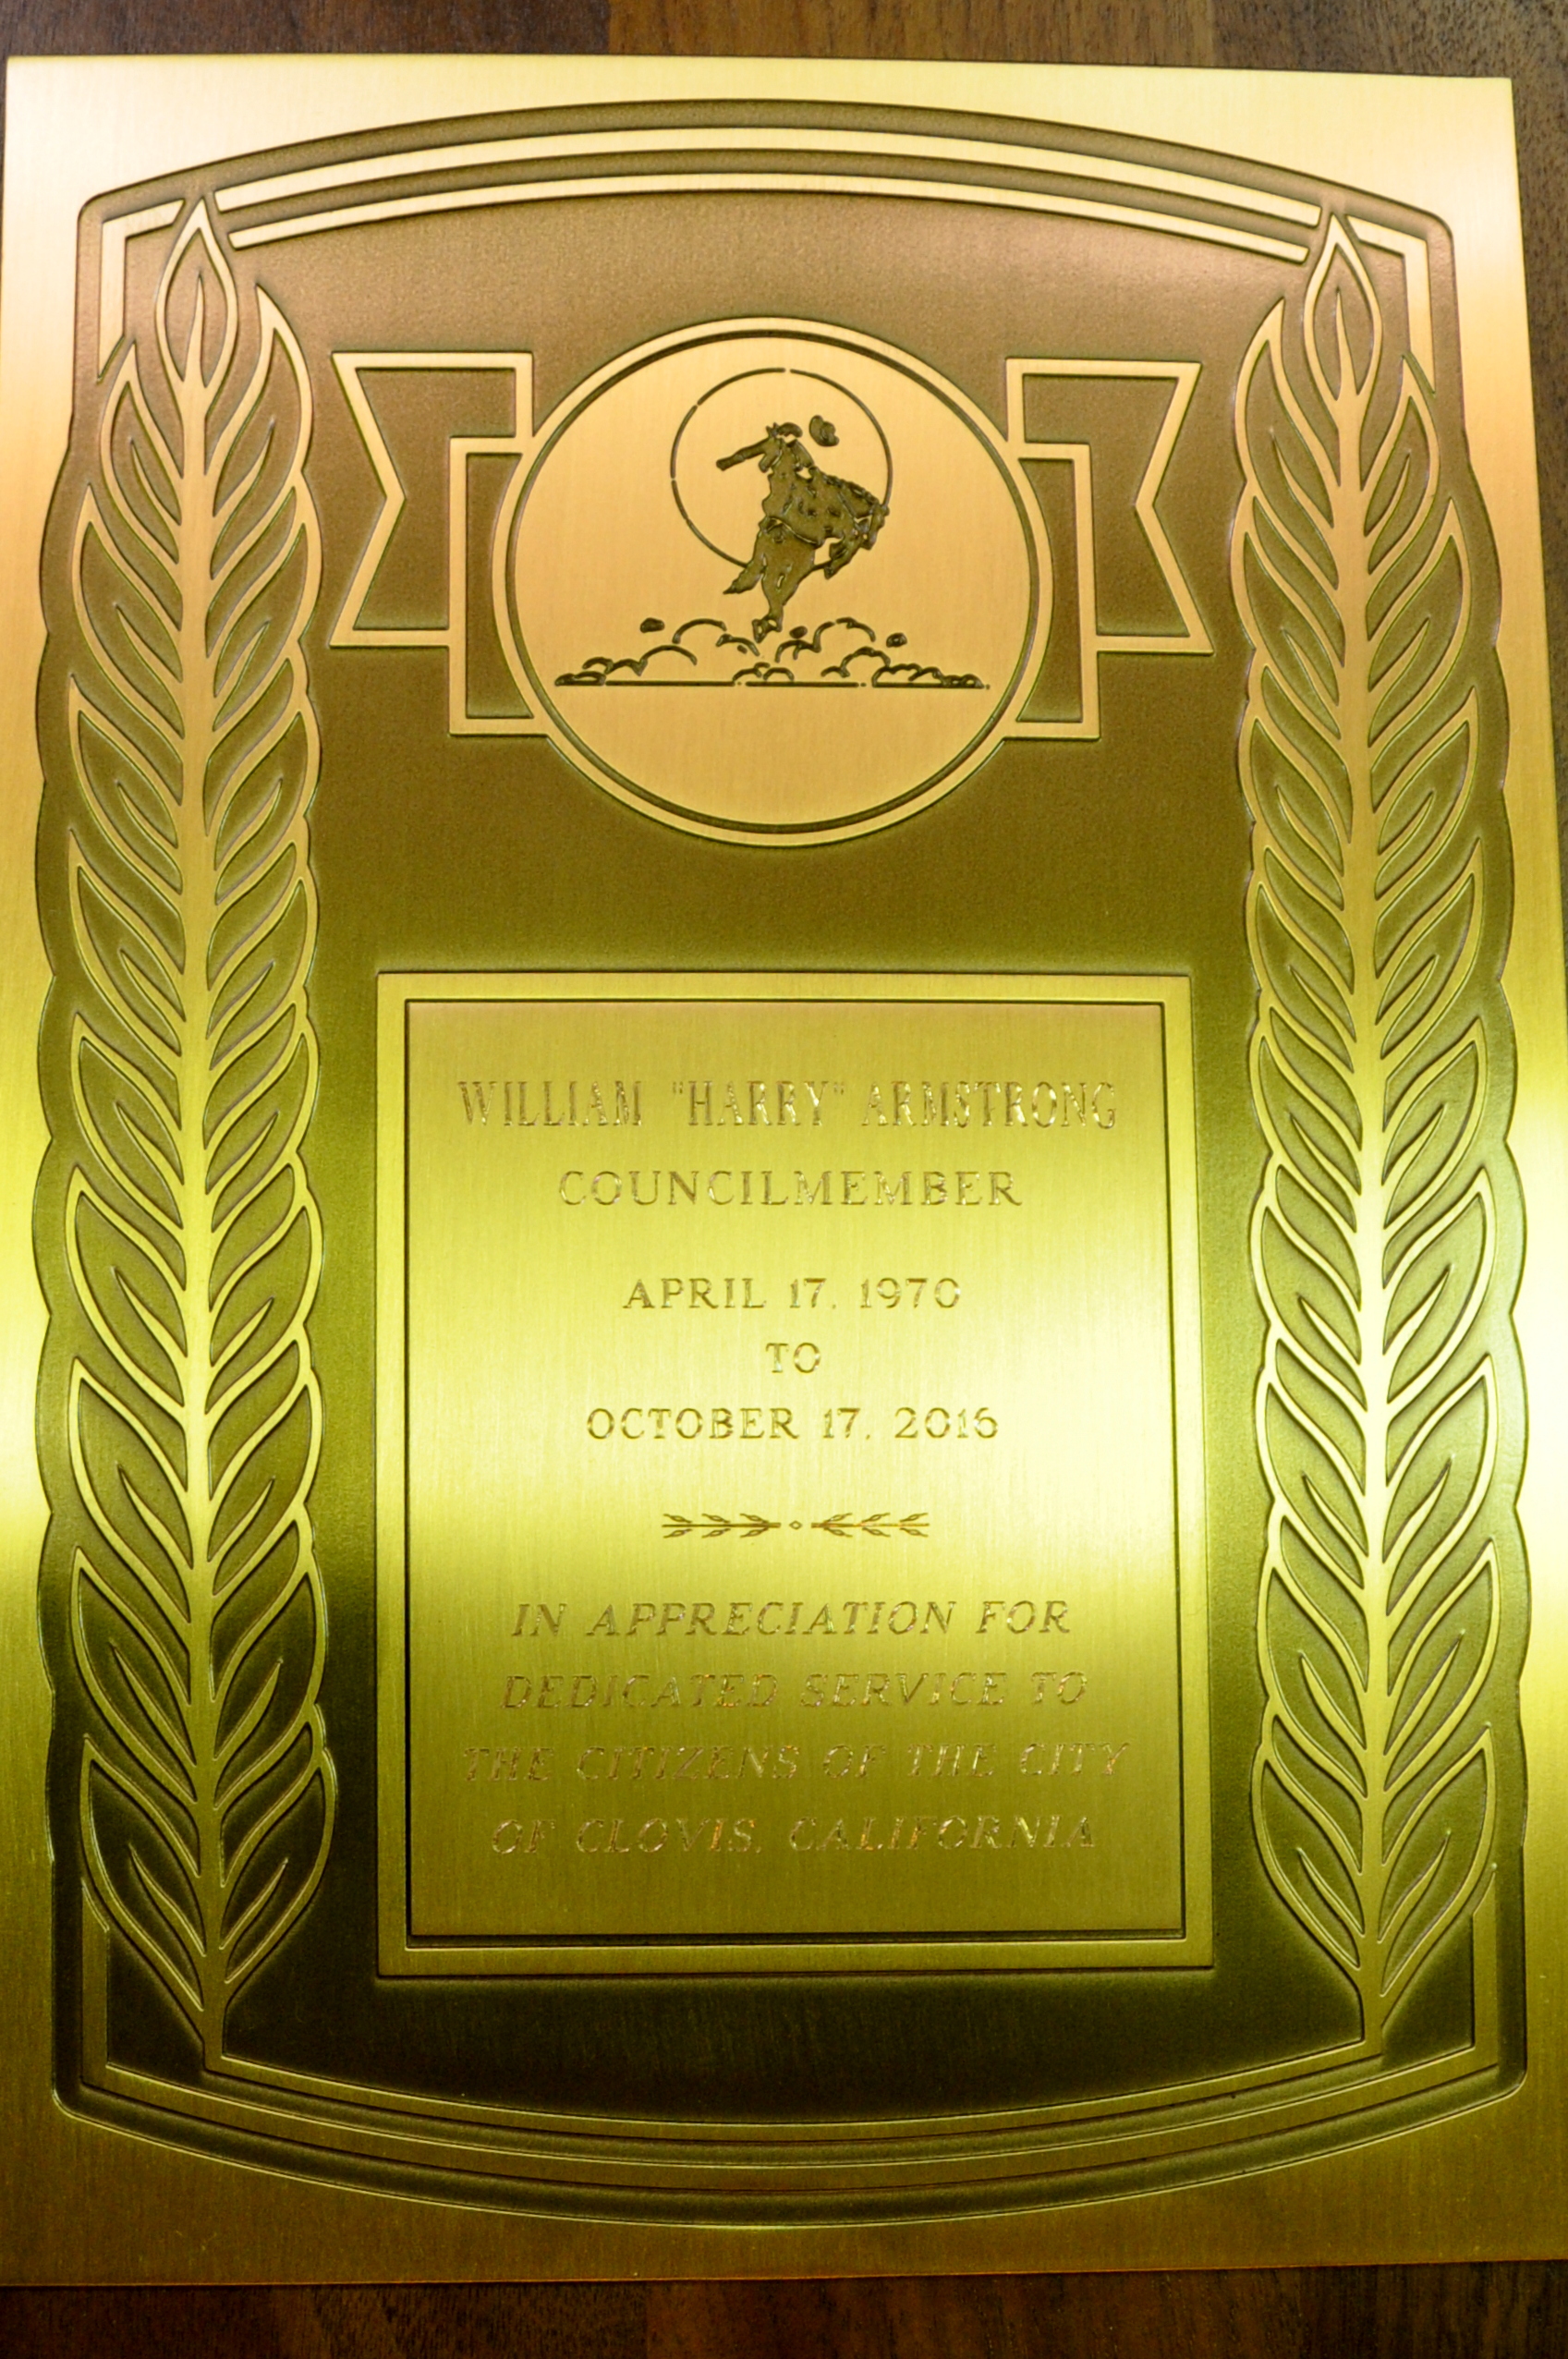 WILLIAM "HARRY" ARMSTRONG
COUNCILMEMBER
APRIL 17, 1970
TO
OCTOBER 17, 2016
IN APPRECIATION FOR
DEDICATED SERVICE TO
THE CITIZENS OF THE CITY
OF CLOVIS, CALIFORNIA